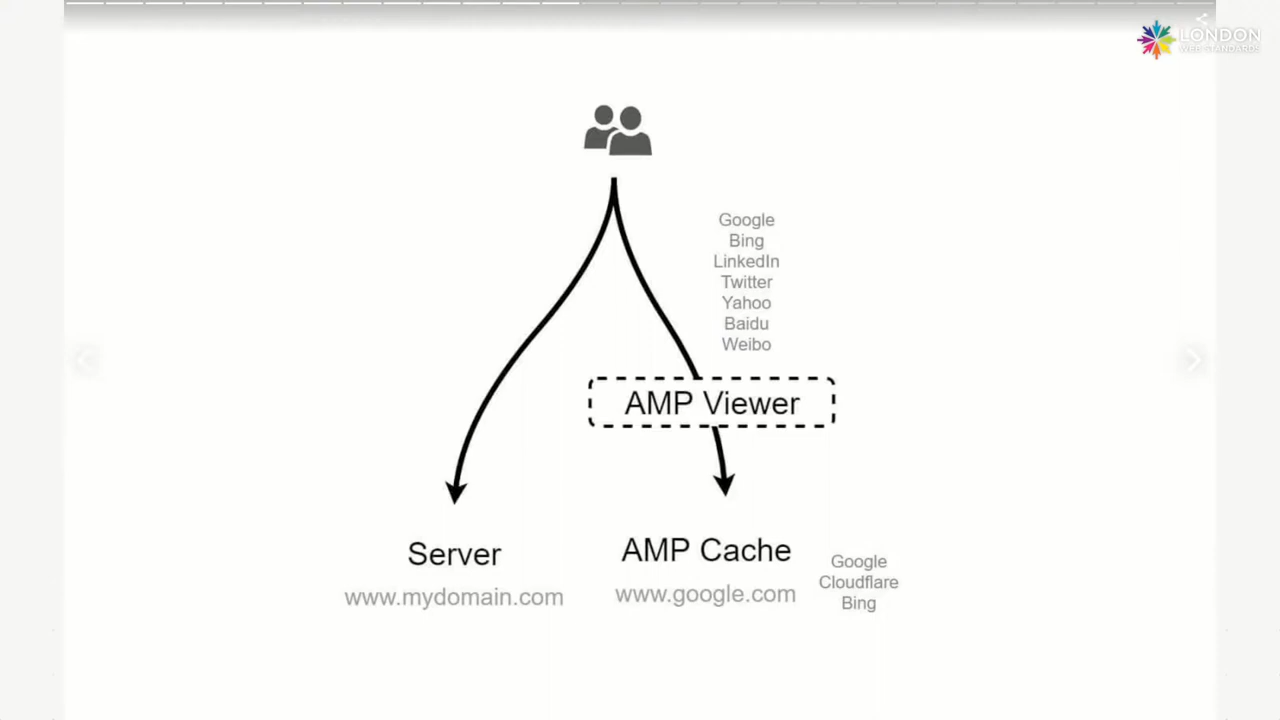 LONDON
WEB STANDARDS
Google
Bing
LinkedIn
Twitter
Yahoo
Baidu
Weibo
AMP Viewer
Server
www.mydomain.com
AMP Cache
www.google.com
Google
Cloudflare
Bing